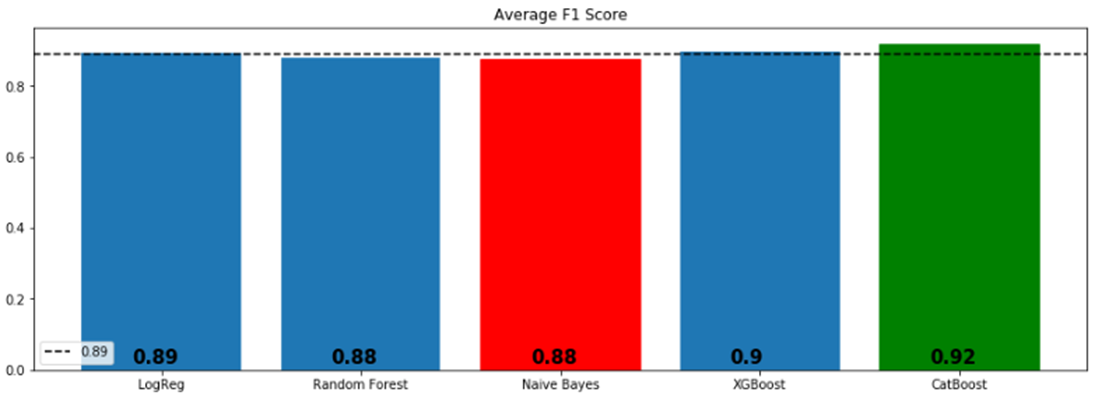 Average F1 Score
0.8
0.6
0.4
0.2
0.0
0.89
0.89
0.88
0.88
0.9
0.92
LogReg
Random Forest
Naive Bayes
XGBoost
CatBoost